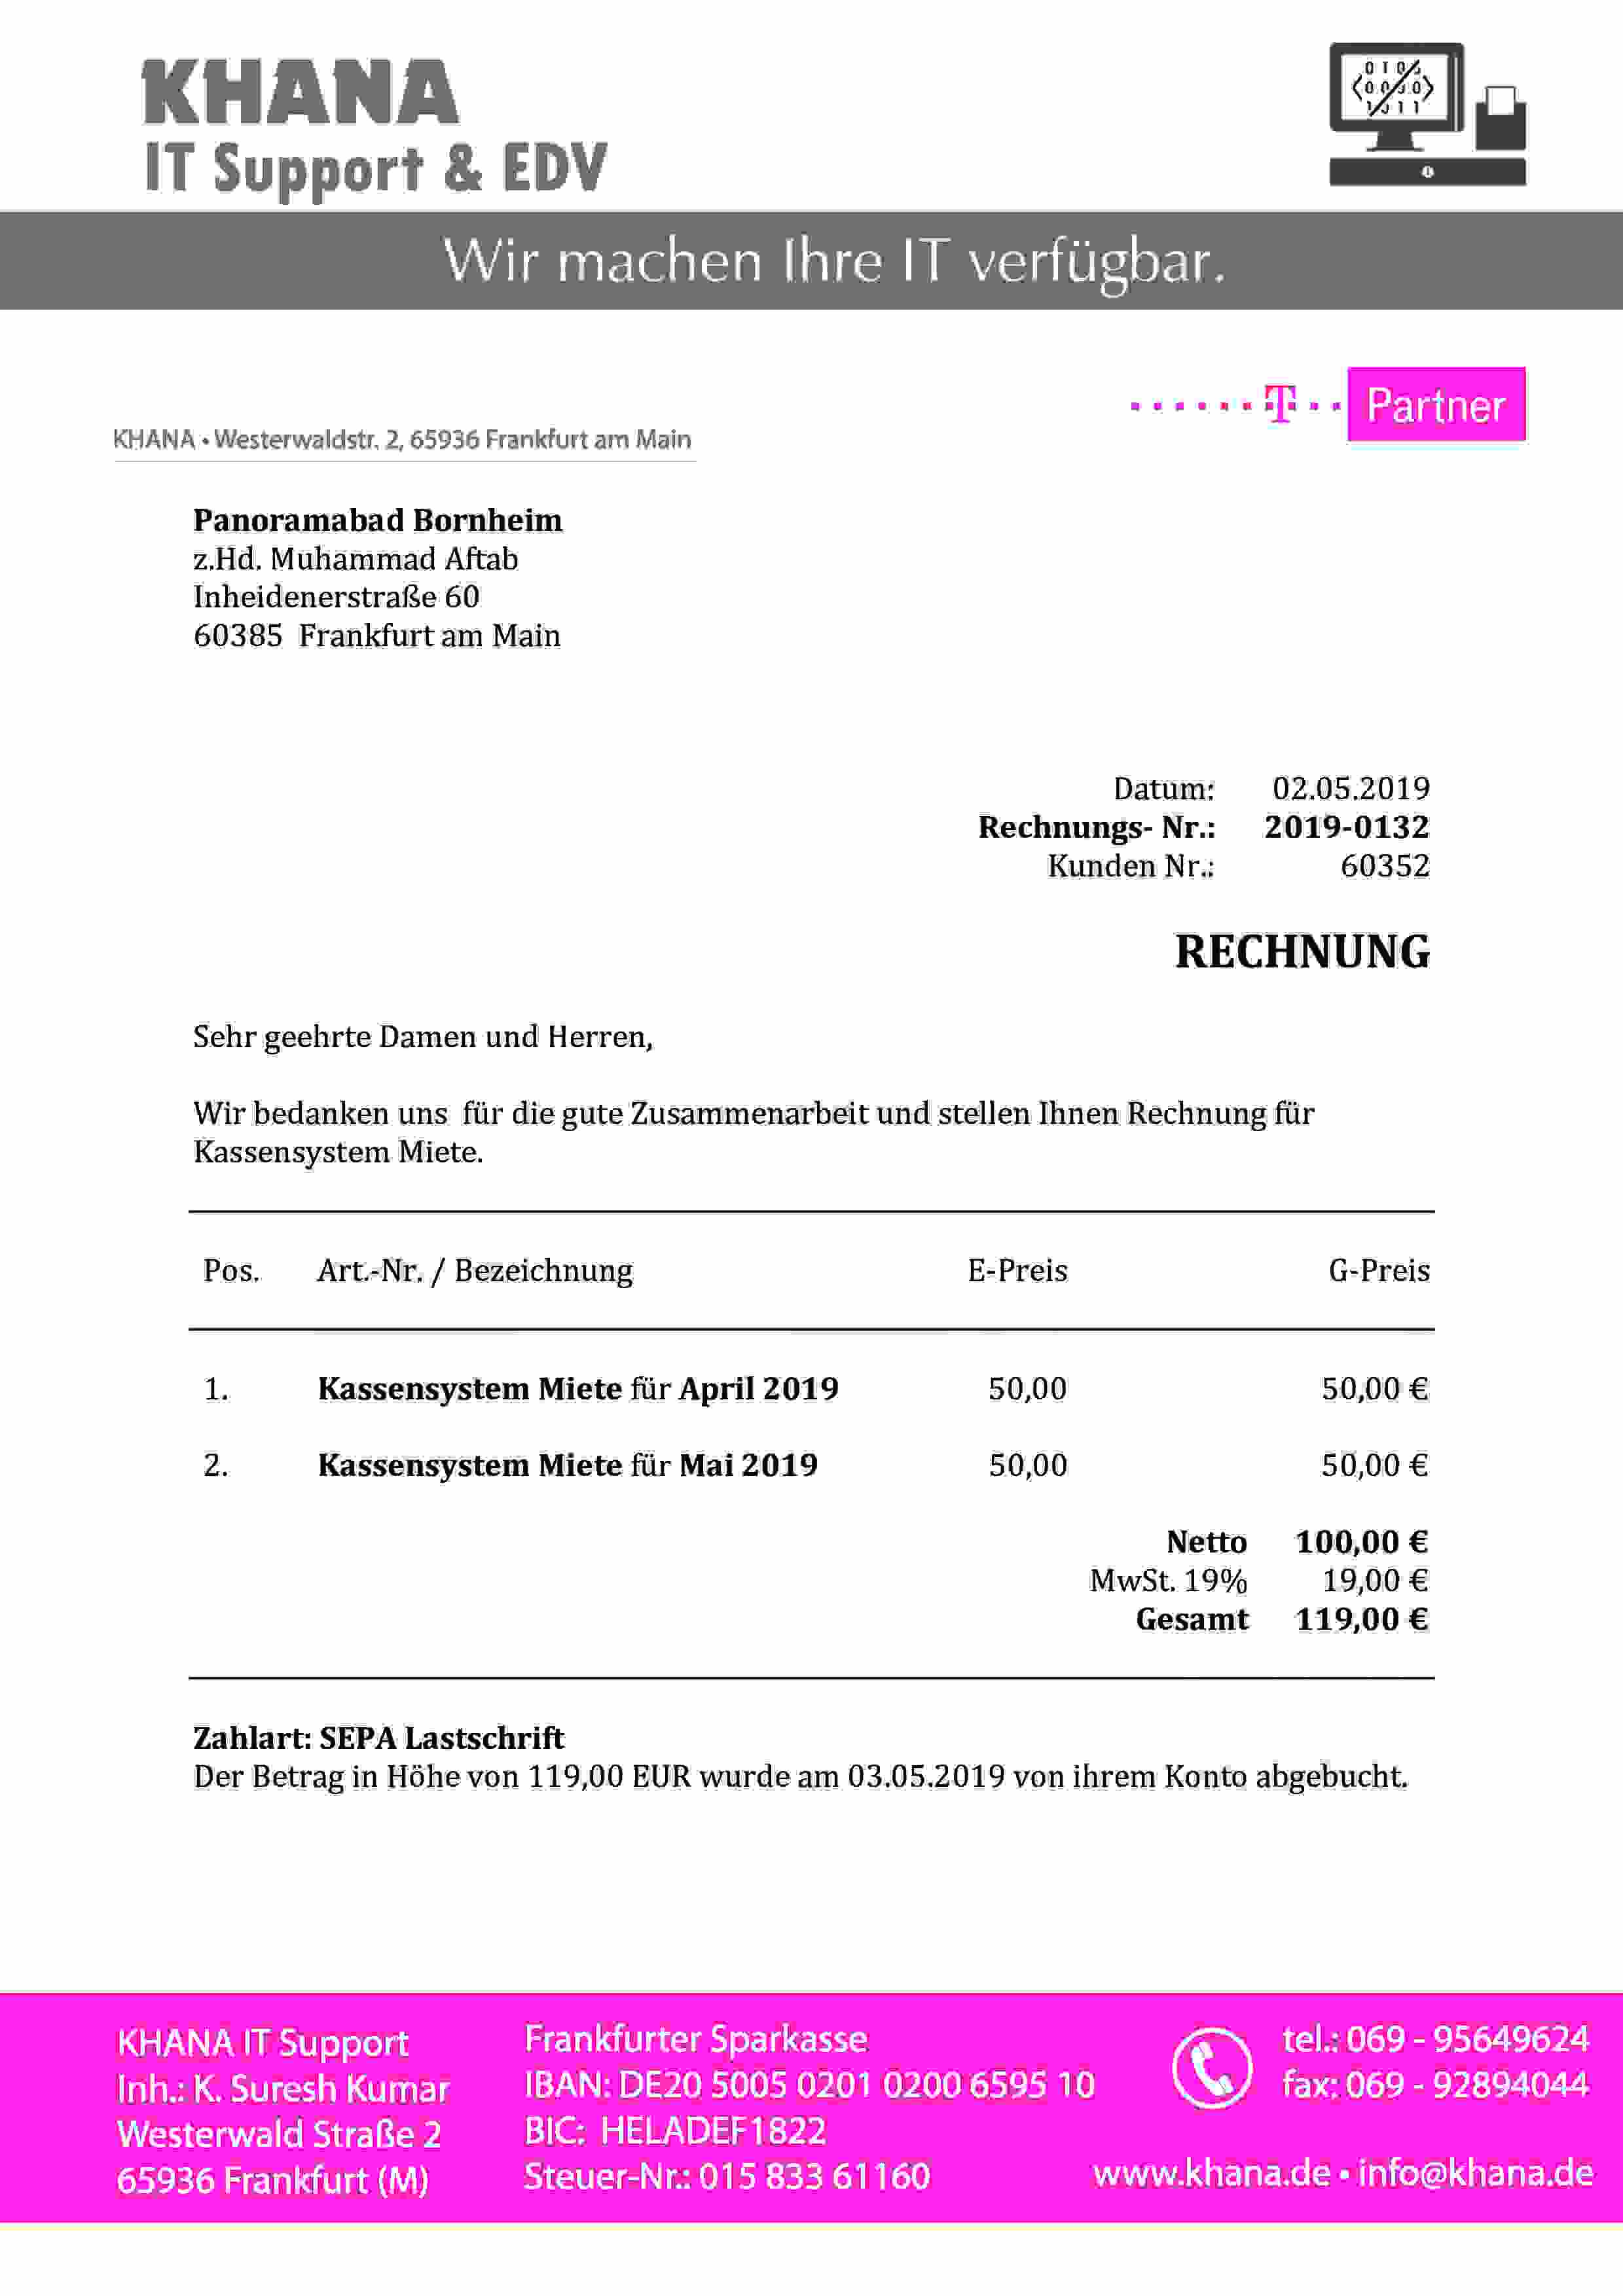 KHANA
IT Support & EDV
Wir machen Ihre IT verfügbar.
T Partner
KHANA • Westerwaldstr. 2, 65936 Frankfurt am Main
Panoramabad Bornheim
z.Hd. Muhammad Aftab
Inheidenerstraße 60
60385 Frankfurt am Main
Datum: 02.05.2019
Rechnungs- Nr.: 2019-0132
Kunden Nr.: 60352
RECHNUNG
Sehr geehrte Damen und Herren,
Wir bedanken uns für die gute Zusammenarbeit und stellen Ihnen Rechnung für
Kassensystem Miete.
Pos. Art.-Nr. / Bezeichnung E-Preis G-Preis
1. Kassensystem Miete für April 2019 50,00 50,00 €
2. Kassensystem Miete für Mai 2019 50,00 50,00 €
Netto 100,00 €
MwSt. 19% 19,00 €
Gesamt 119,00 €
Zahlart: SEPA Lastschrift
Der Betrag in Höhe von 119,00 EUR wurde am 03.05.2019 von ihrem Konto abgebucht.
KHANA IT Support
Inh.: K. Suresh Kumar
Westerwald Straße 2
65936 Frankfurt (M)
Frankfurter Sparkasse
IBAN: DE20 5005 0201 0200 6595 10
BIC: HELADEF1822
Steuer-Nr.: 015 833 61160
tel.: 069 - 95649624
fax: 069 - 92894044
www.khana.de • info@khana.de